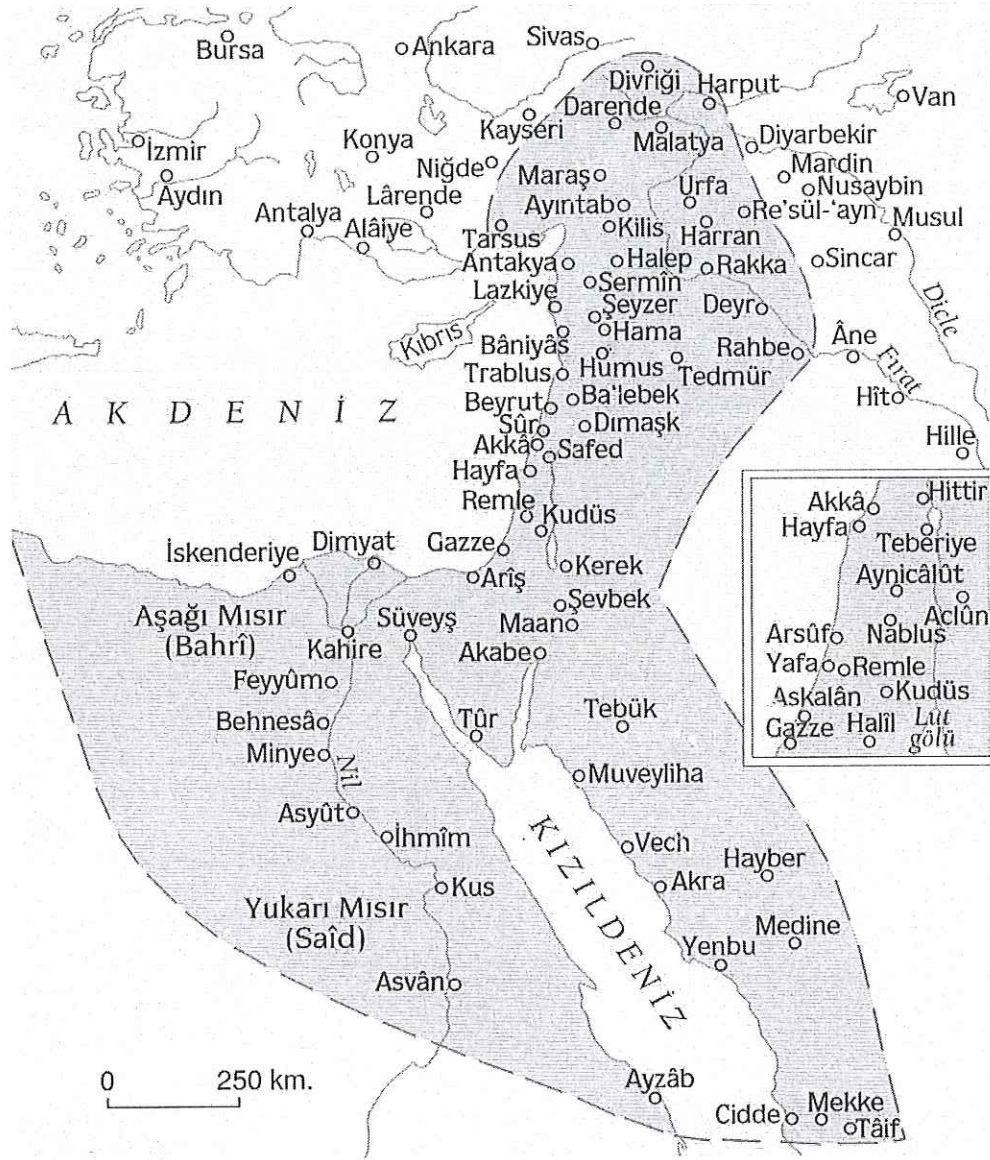 Bursa
Ankara
Sivas
Divriği
Harput
Van
Darende
Kayseri
Malatya
Diyarbekir
İzmir
Konya
Niğde
Mardin
Maraş
Urfa
Nusaybin
Aydın
Lârende
Ayıntab
Re'sül-'ayn
Musul
Antalya
Alâiye
Tarsus
Kilis
Harran
Antakya
Halep
Rakka
Sincar
Lazkiye
Sermîn
Şeyzer
Deyr
Dicle
Kıbrıs
Hama
Bâniyâs
Rahbe
Âne
Humus
Trablus
Tedmür
Fırat
Ba'lebek
Hît
AKDENİZ
Beyrut
Sûr
Dımaşk
Akkâ
Safed
Hille
Hayfa
Remle
Kudüs
İskenderiye
Dimyat
Gazze
Arîş
Kerek
Şevbek
Aşağı Mısır
(Bahrî)
Kahire
Süveyş
Maan
Akabe
Feyyûm
Behnesâ
Minye
Nil
Tûr
Tebük
Asyût
Muveyliha
İhmîm
Vech
Hayber
Kus
KIZILDENİZ
Akra
Yukarı Mısır
(Saîd)
Medine
Yenbu
Asvân
Ayzâb
Cidde
Mekke
Tâif
0 250 km.
Akkâ
Hittir
Hayfa
Teberiye
Aynicâlût
Aclûn
Arsûf
Nablus
Yafa
Remle
Askalân
Kudüs
Gazze
Halîl
Lut
gölü